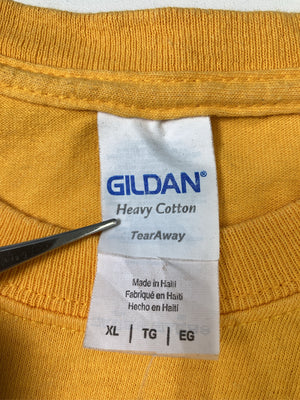 GILDAN®
Heavy Cotton
TearAway
Made in Haiti
Fabriqué en Haïti
Hecho en Haití
XL | TG | EG